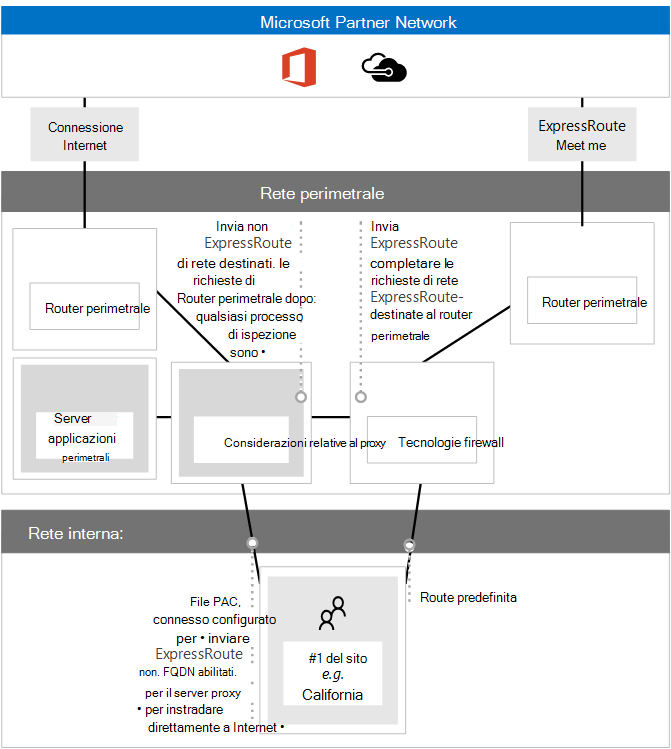 Microsoft Partner Network
Connessione
Internet
ExpressRoute
Meet me
Rete perimetrale
Invia non
ExpressRoute
di rete destinati. le
richieste di
Router perimetrale dopo:
qualsiasi processo
di ispezione
sono •
Invia
ExpressRoute
completare le
richieste di rete
ExpressRoute-
destinate al router
perimetrale
Router perimetrale
Router perimetrale
Server
applicazioni
perimetrali
Considerazioni relative al proxy
Tecnologie firewall
Rete interna:
File PAC,
connesso configurato
per • inviare
ExpressRoute
non. FQDN abilitati.
per il server proxy
• per instradare
direttamente a Internet •
Route predefinita
#1 del sito
e.g.
California